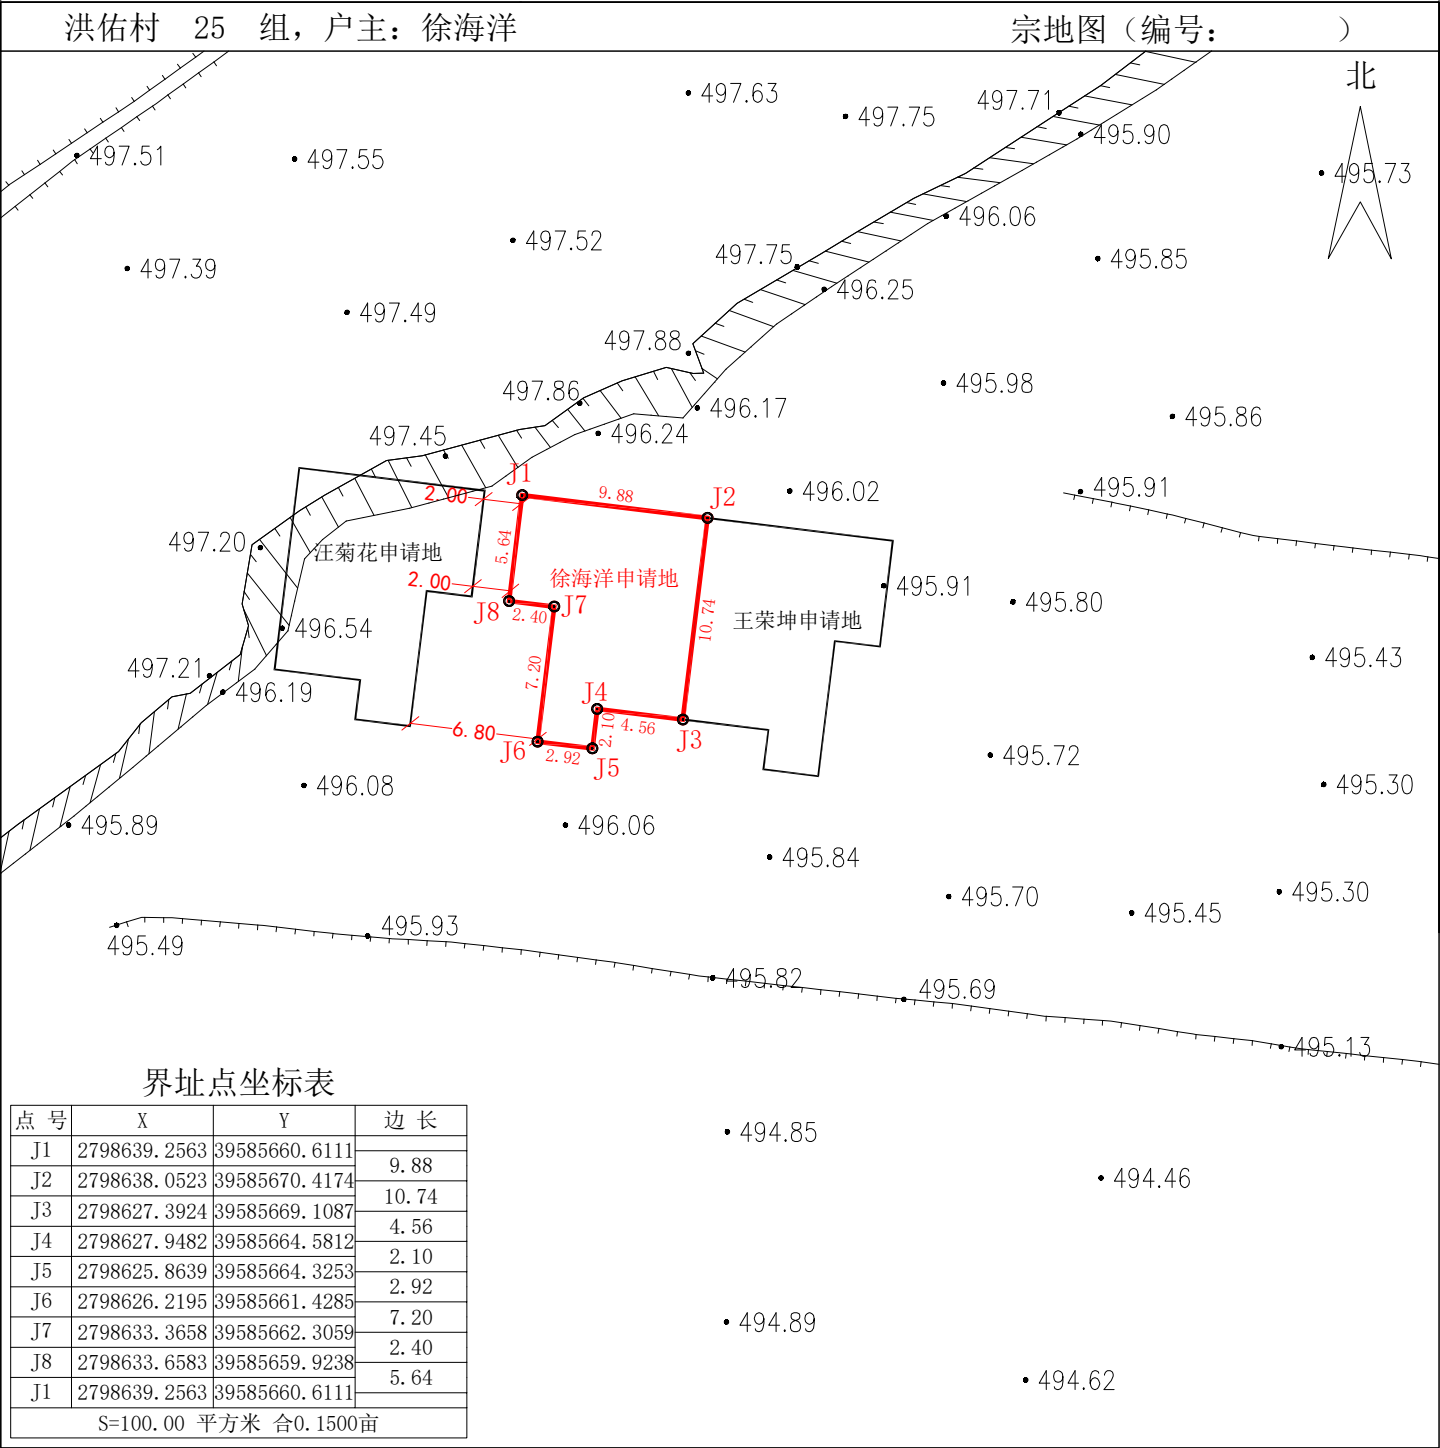 洪佑村 25 组，户主：徐海洋
宗地图（编号： ）
北
497.63
497.75
497.71
495.90
497.51
497.55
495.73
496.06
497.52
497.39
497.75
495.85
496.25
497.49
497.88
495.98
497.86
496.17
495.86
496.24
497.45
J1
2.00
9.88
J2
496.02
495.91
497.20
汪菊花申请地
5.64
2.00
徐海洋申请地
495.91
J8
2.40
J7
10.74
王荣坤申请地
495.80
496.54
497.21
7.20
495.43
496.19
J4
6.80
2.10
4.56
J3
J6
2.92
J5
495.72
496.08
495.30
495.89
496.06
495.84
495.70
495.30
495.45
495.93
495.49
495.82
495.69
495.13
界址点坐标表
点 号 X Y 边 长
J1 2798639.2563 39585660.6111
9.88
J2 2798638.0523 39585670.4174
10.74
J3 2798627.3924 39585669.1087
4.56
J4 2798627.9482 39585664.5812
2.10
J5 2798625.8639 39585664.3253
2.92
J6 2798626.2195 39585661.4285
7.20
J7 2798633.3658 39585662.3059
2.40
J8 2798633.6583 39585659.9238
5.64
J1 2798639.2563 39585660.6111
S=100.00 平方米 合0.1500亩
494.85
494.46
494.89
494.62